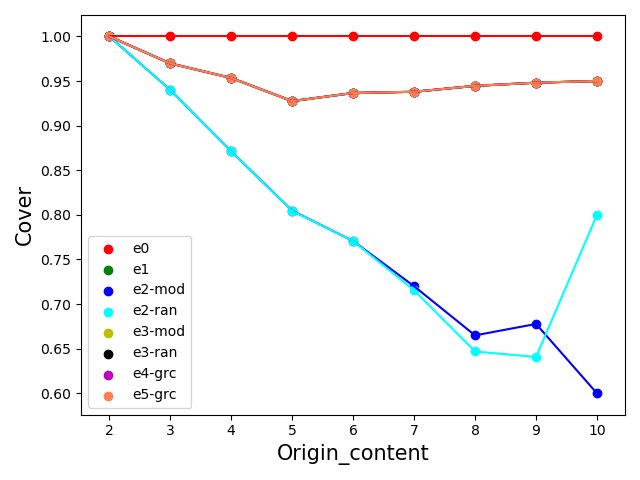 1.00
0.95
0.90
0.85
0.80
0.75
0.70
0.65
0.60
Cover
e0
e1
e2-mod
e2-ran
e3-mod
e3-ran
e4-grc
e5-grc
2 3 4 5 6 7 8 9 10
Origin_content